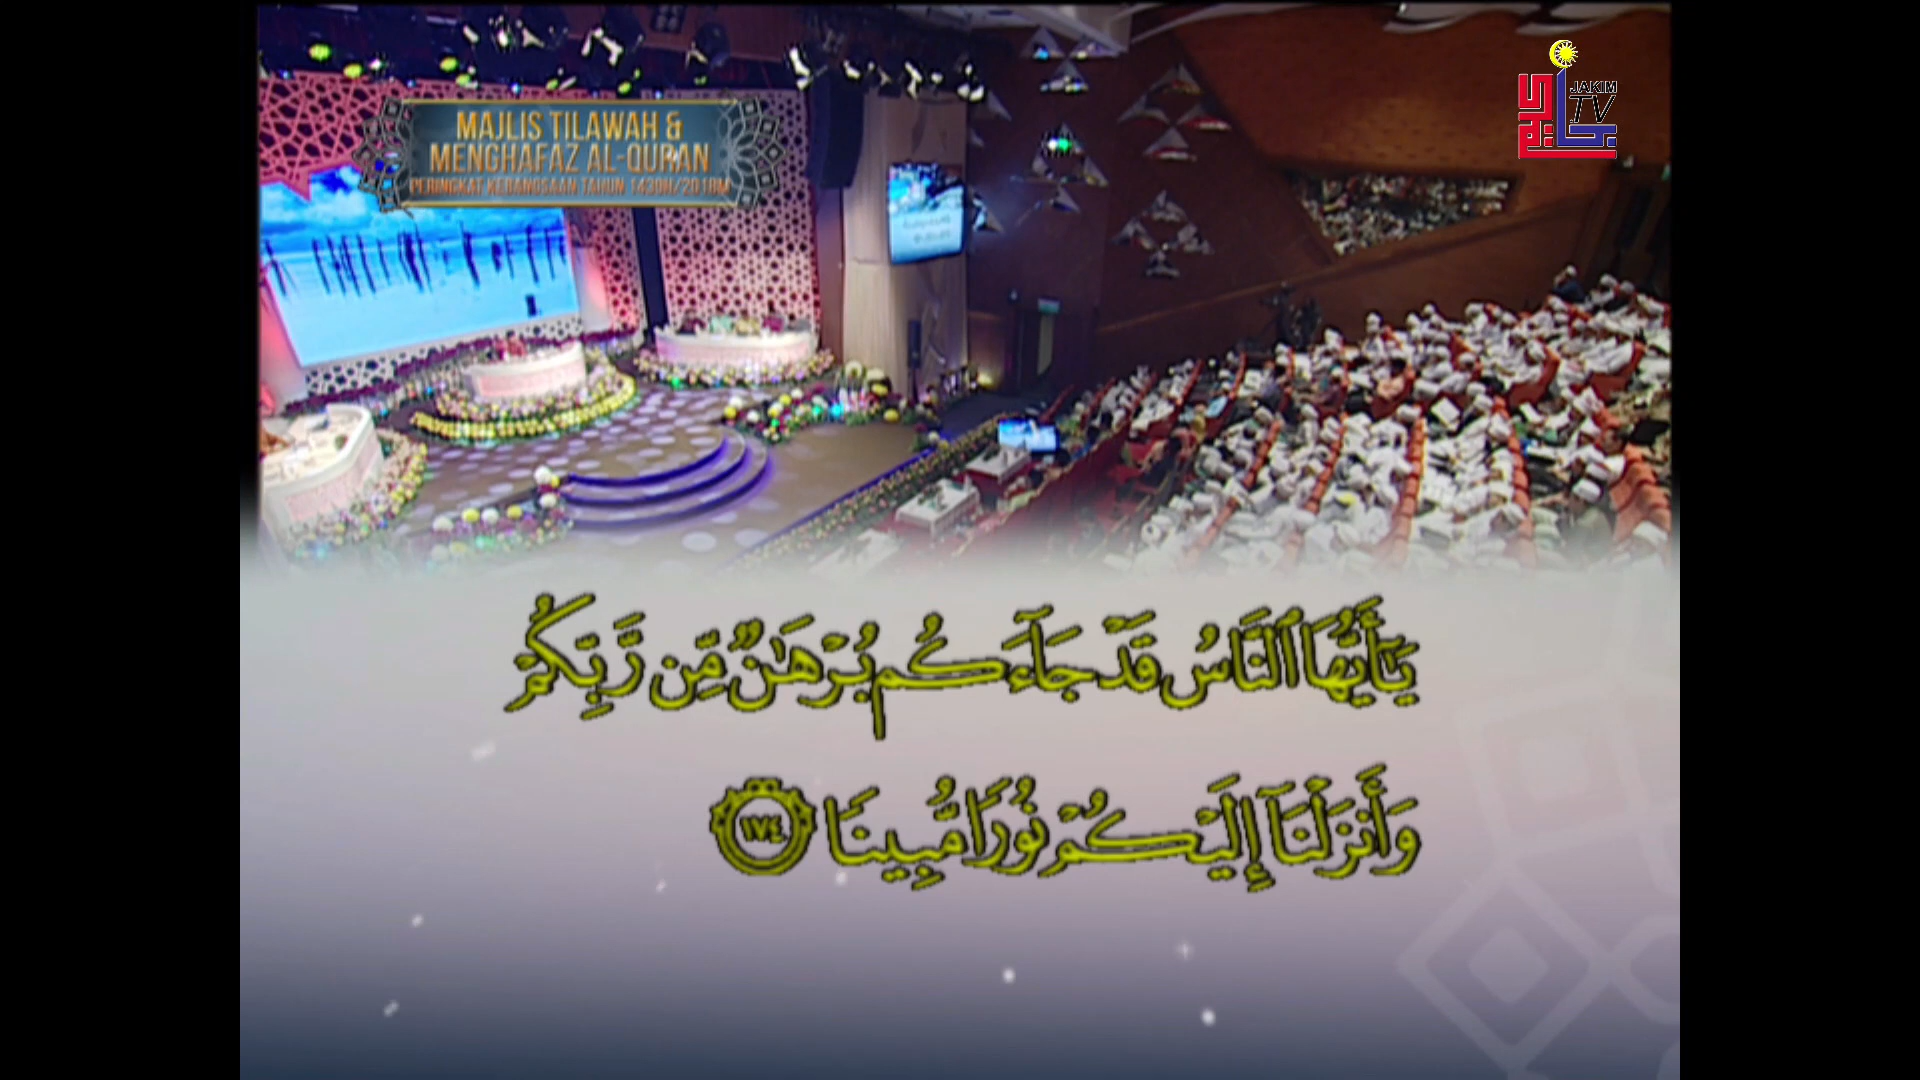 MAJLIS TILAWAH &
MENGHAFAZ AL-QURAN
PERINGKAT KEBANGSAAN TAHUN 1439H/2018M
JAKIM
TV
يَـٰٓأَيُّهَا ٱلنَّاسُ قَدْ جَآءَكُم بُرْهَـٰنٌ مِّن رَّبِّكُمْ
وَأَنزَلْنَآ إِلَيْكُمْ نُورًا مُّبِينًا ١٧٤